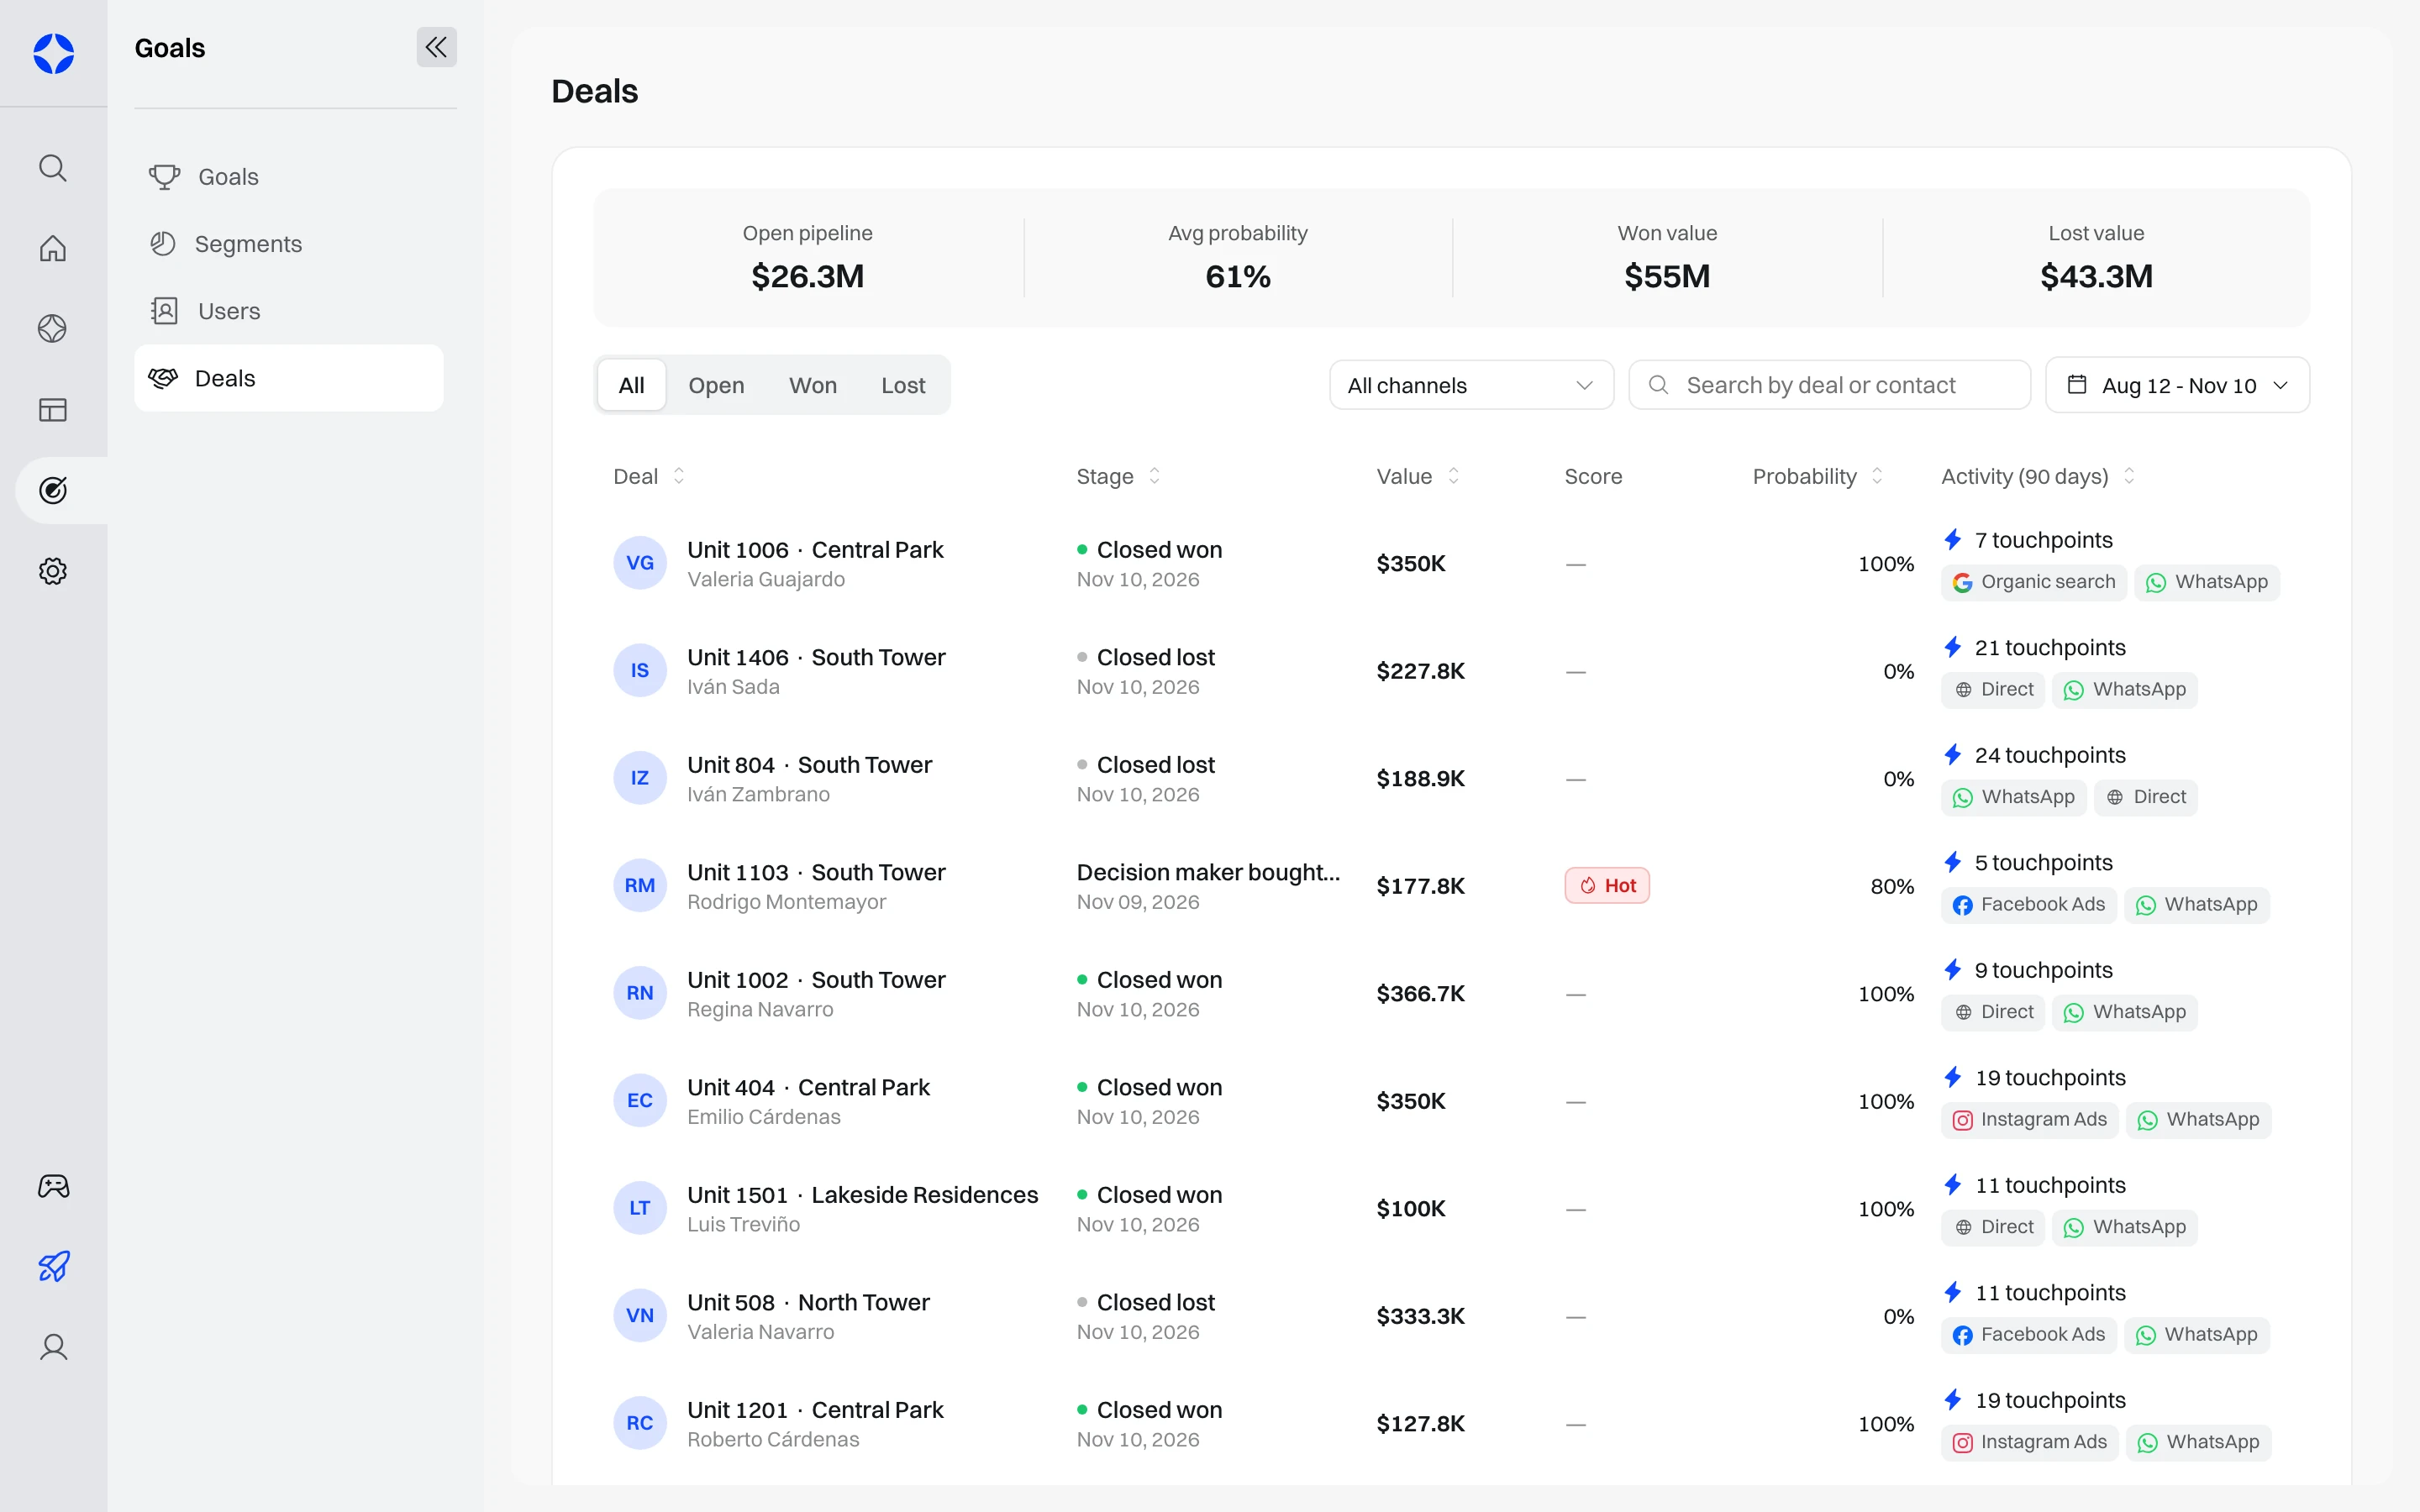 Goals
Goals
Segments
Users
Deals
Deals
Open pipeline
$26.3M
Avg probability
61%
Won value
$55M
Lost value
$43.3M
All Open Won Lost
All channels
Search by deal or contact
Aug 12 - Nov 10
Deal Stage Value Score Probability Activity (90 days)
VG
Unit 1006 · Central Park
Valeria Guajardo
Closed won
Nov 10, 2026
$350K
—
100%
7 touchpoints
Organic search WhatsApp
IS
Unit 1406 · South Tower
Iván Sada
Closed lost
Nov 10, 2026
$227.8K
—
0%
21 touchpoints
Direct WhatsApp
IZ
Unit 804 · South Tower
Iván Zambrano
Closed lost
Nov 10, 2026
$188.9K
—
0%
24 touchpoints
WhatsApp Direct
RM
Unit 1103 · South Tower
Rodrigo Montemayor
Decision maker bought...
Nov 09, 2026
$177.8K
Hot
80%
5 touchpoints
Facebook Ads WhatsApp
RN
Unit 1002 · South Tower
Regina Navarro
Closed won
Nov 10, 2026
$366.7K
—
100%
9 touchpoints
Direct WhatsApp
EC
Unit 404 · Central Park
Emilio Cárdenas
Closed won
Nov 10, 2026
$350K
—
100%
19 touchpoints
Instagram Ads WhatsApp
LT
Unit 1501 · Lakeside Residences
Luis Treviño
Closed won
Nov 10, 2026
$100K
—
100%
11 touchpoints
Direct WhatsApp
VN
Unit 508 · North Tower
Valeria Navarro
Closed lost
Nov 10, 2026
$333.3K
—
0%
11 touchpoints
Facebook Ads WhatsApp
RC
Unit 1201 · Central Park
Roberto Cárdenas
Closed won
Nov 10, 2026
$127.8K
—
100%
19 touchpoints
Instagram Ads WhatsApp